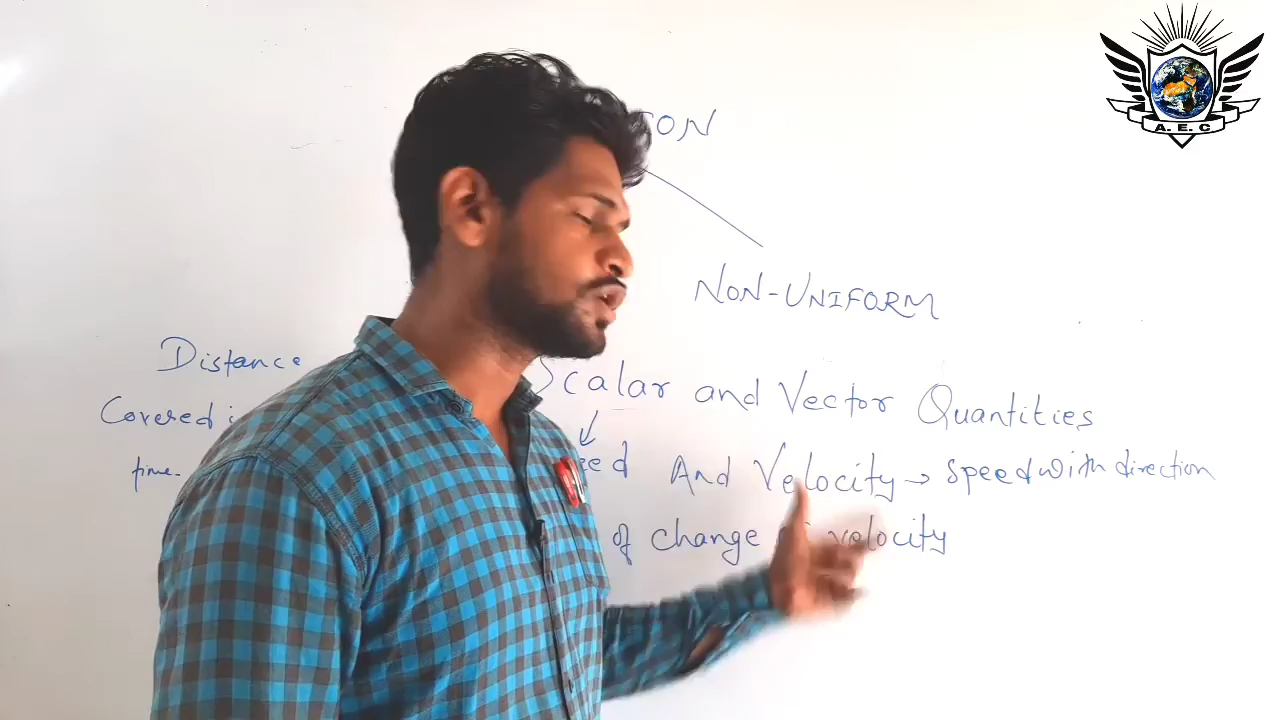 A. E. C
ION
NON-UNIFORM
Distance
Scalar and Vector Quantities
Covered i
eed And Velocity → Speed with direction
time.
of change of velocity